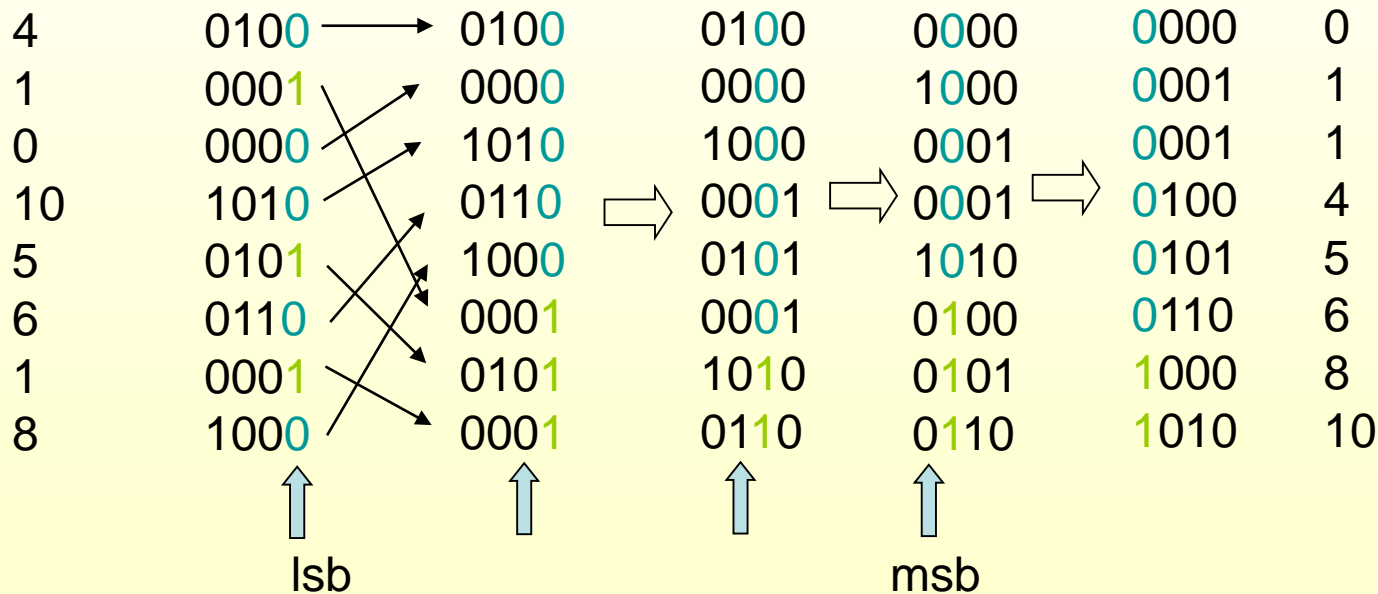 4 0100 0100 0100 0000 0000 0
1 0001 0000 0000 1000 0001 1
0 0000 1010 1000 0001 0001 1
10 1010 0110 0001 0001 0100 4
5 0101 1000 0101 1010 0101 5
6 0110 0001 0001 0100 0110 6
1 0001 0101 1010 0101 1000 8
8 1000 0001 0110 0110 1010 10
lsb msb